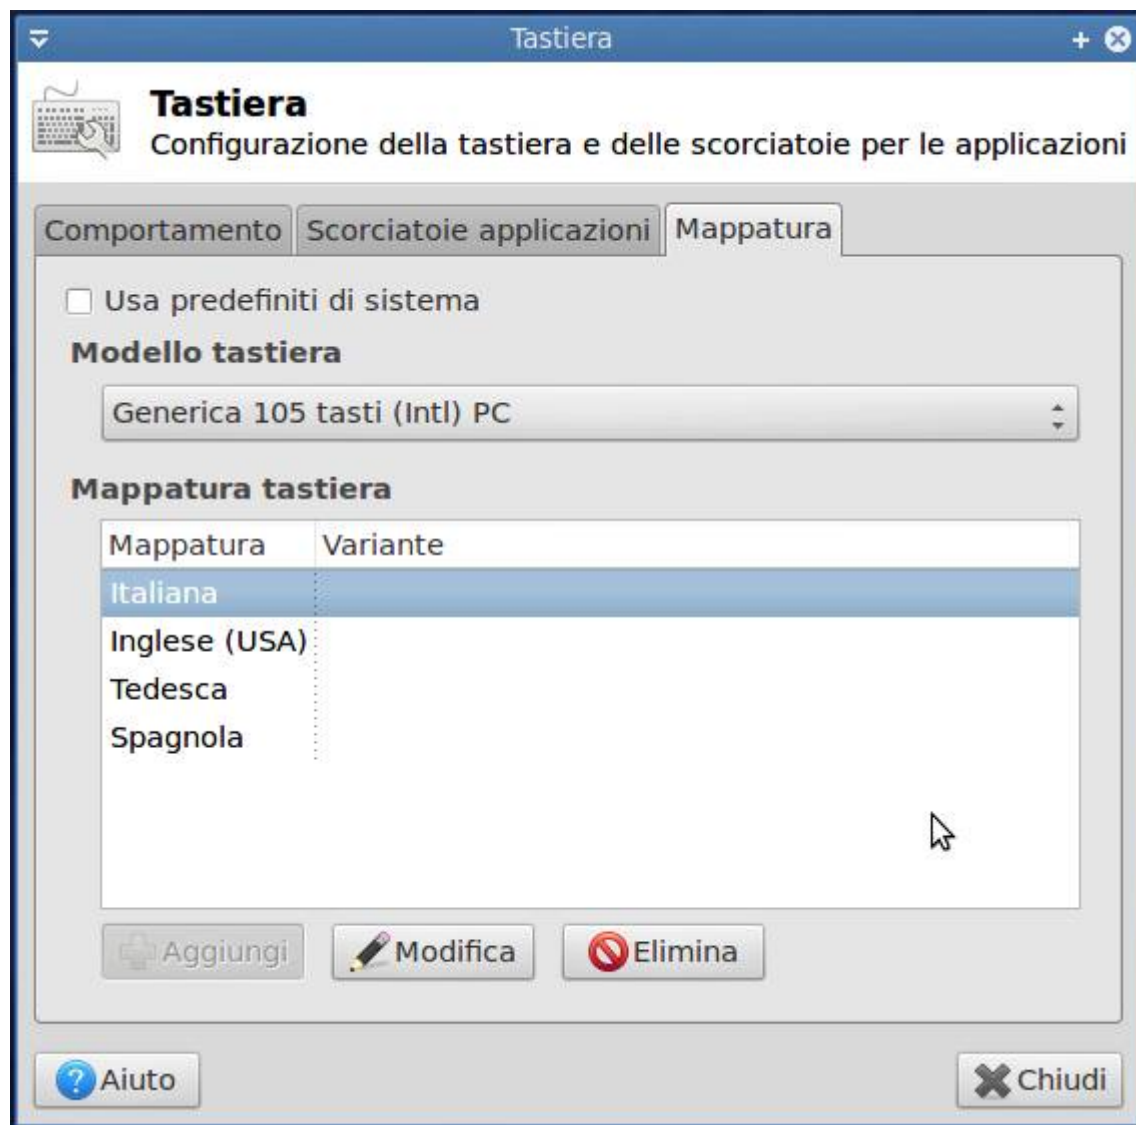 Tastiera
Tastiera
Configurazione della tastiera e delle scorciatoie per le applicazioni
Comportamento Scorciatoie applicazioni Mappatura
Usa predefiniti di sistema
Modello tastiera
Generica 105 tasti (Intl) PC
Mappatura tastiera
Mappatura Variante
Italiana
Inglese (USA)
Tedesca
Spagnola
Aggiungi Modifica Elimina
Aiuto Chiudi